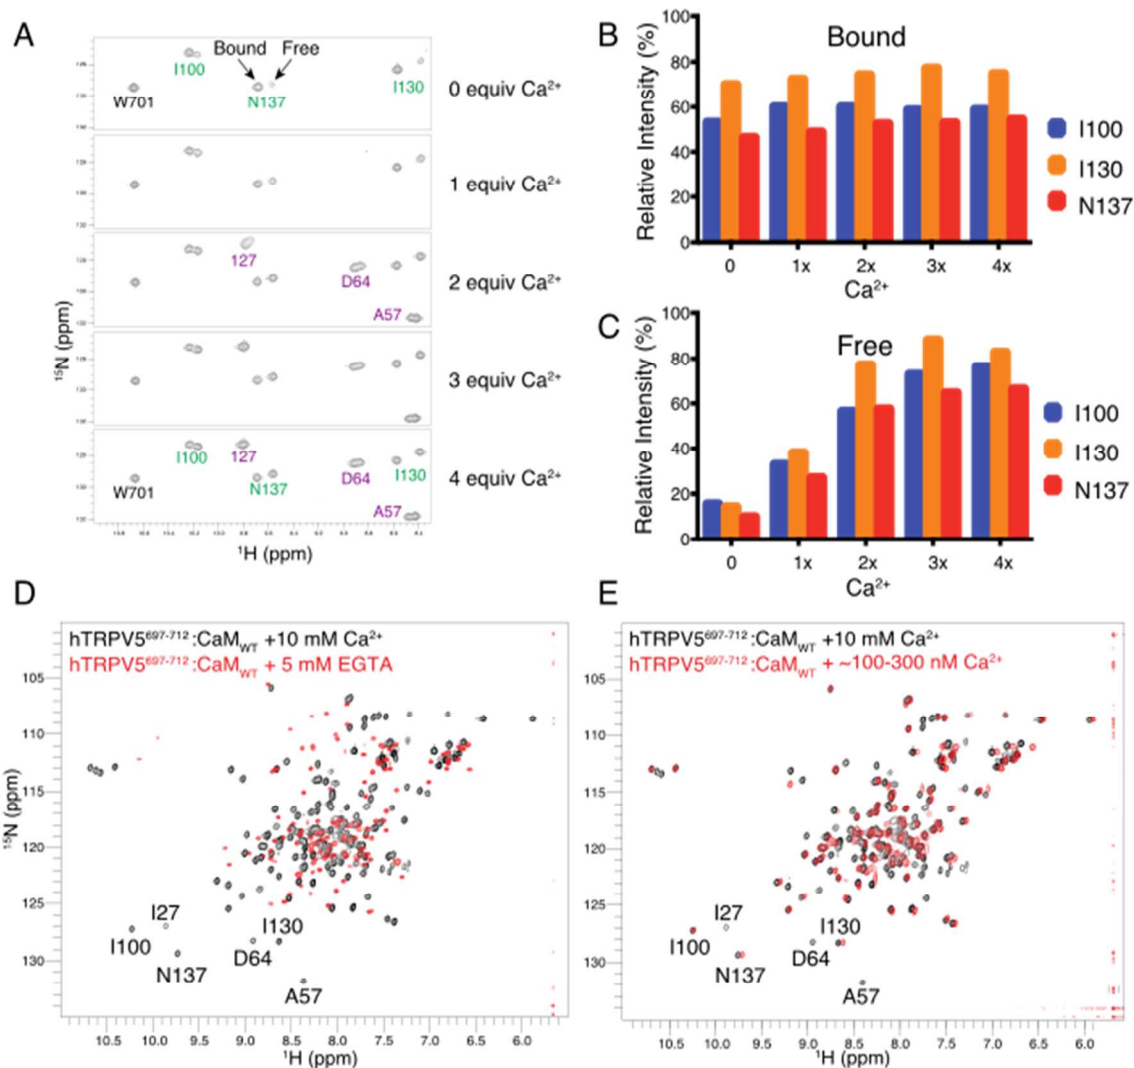 A
Bound
Free
I100
W701
N137
I130
0 equiv Ca²⁺
1 equiv Ca²⁺
127
D64
A57
2 equiv Ca²⁺
3 equiv Ca²⁺
I100
127
W701
N137
D64
I130
A57
4 equiv Ca²⁺
¹⁵N (ppm)
¹H (ppm)
B
Bound
Relative Intensity (%)
100
80
60
40
20
0
0 1x 2x 3x 4x
Ca²⁺
I100
I130
N137
C
Free
Relative Intensity (%)
100
80
60
40
20
0
0 1x 2x 3x 4x
Ca²⁺
I100
I130
N137
D
hTRPV5⁶⁹⁷⁻⁷¹²:CaM_WT +10 mM Ca²⁺
hTRPV5⁶⁹⁷⁻⁷¹²:CaM_WT + 5 mM EGTA
105
110
115
120
125
130
¹⁵N (ppm)
I27
I130
I100
N137
D64
A57
10.5 10.0 9.5 9.0 8.5 8.0 7.5 7.0 6.5 6.0
¹H (ppm)
E
hTRPV5⁶⁹⁷⁻⁷¹²:CaM_WT +10 mM Ca²⁺
hTRPV5⁶⁹⁷⁻⁷¹²:CaM_WT + ~100-300 nM Ca²⁺
105
110
115
120
125
130
I27
I130
I100
N137
D64
A57
10.5 10.0 9.5 9.0 8.5 8.0 7.5 7.0 6.5 6.0
¹H (ppm)